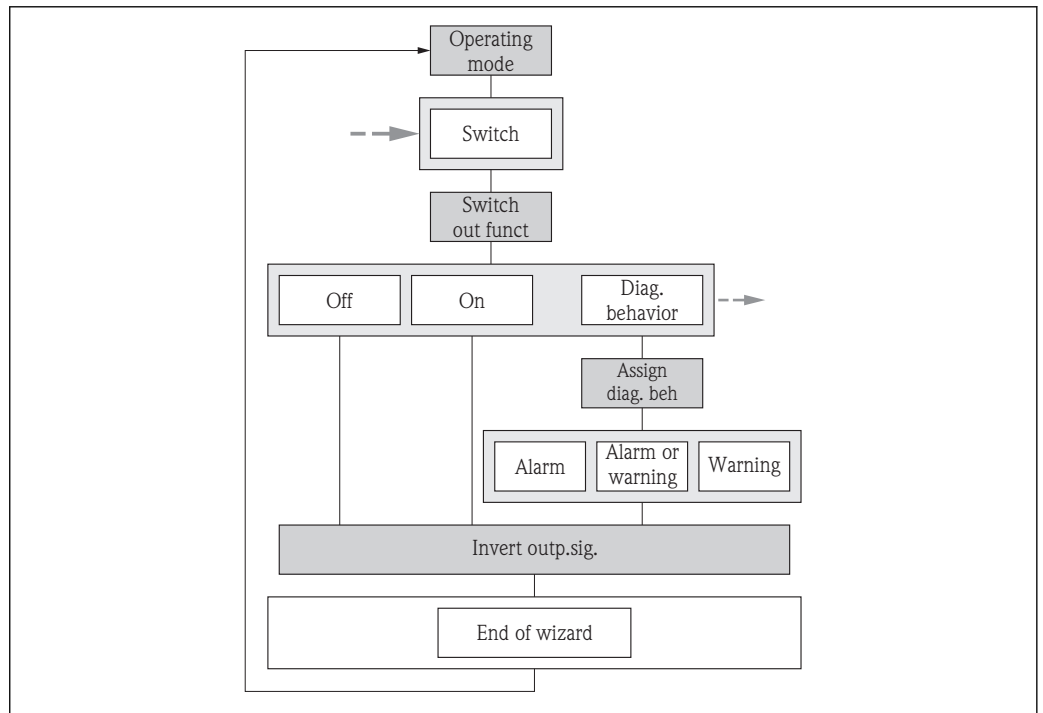 Operating
mode
Switch
Switch
out funct
Off
On
Diag.
behavior
Assign
diag. beh
Alarm
Alarm or
warning
Warning
Invert outp.sig.
End of wizard